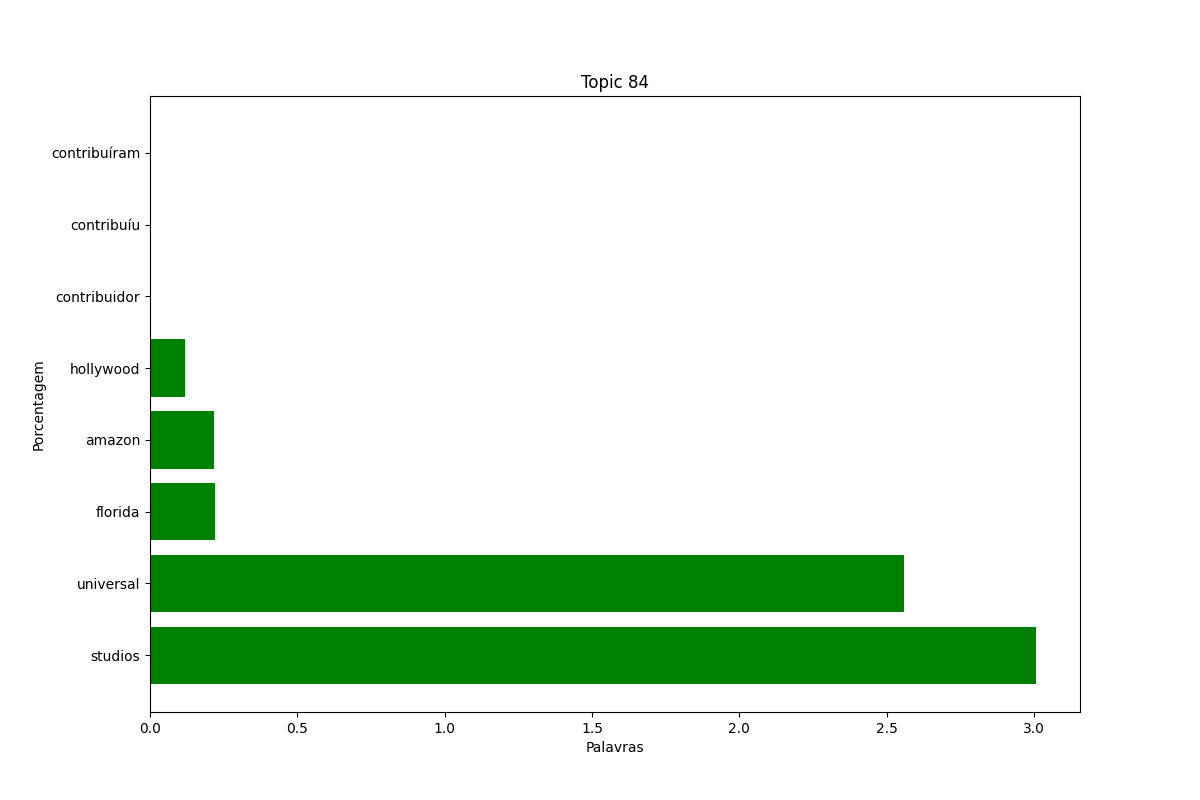 Topic 84
contribuíram
contribuíu
contribuidor
hollywood
amazon
florida
universal
studios
Porcentagem
0.0 0.5 1.0 1.5 2.0 2.5 3.0
Palavras